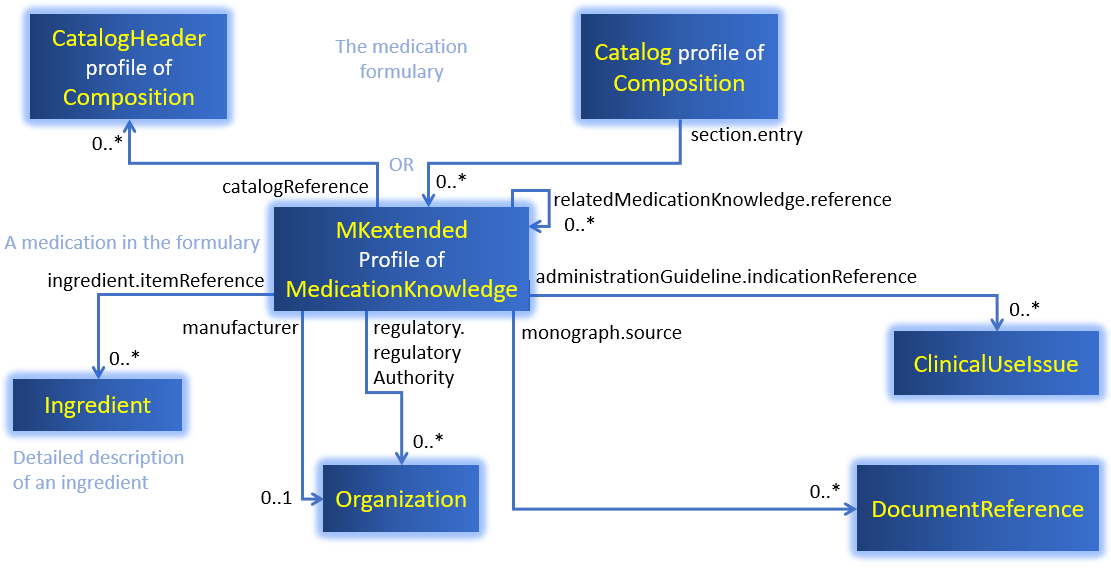 CatalogHeader
profile of
Composition
The medication
formulary
Catalog profile of
Composition
0..*
section.entry
OR
catalogReference
0..*
relatedMedicationKnowledge.reference
0..*
MKextended
Profile of
MedicationKnowledge
A medication in the formulary
ingredient.itemReference
administrationGuideline.indicationReference
manufacturer
regulatory.
regulatory
Authority
monograph.source
0..*
0..*
Ingredient
ClinicalUseIssue
Detailed description
of an ingredient
0..*
0..1
Organization
0..*
DocumentReference